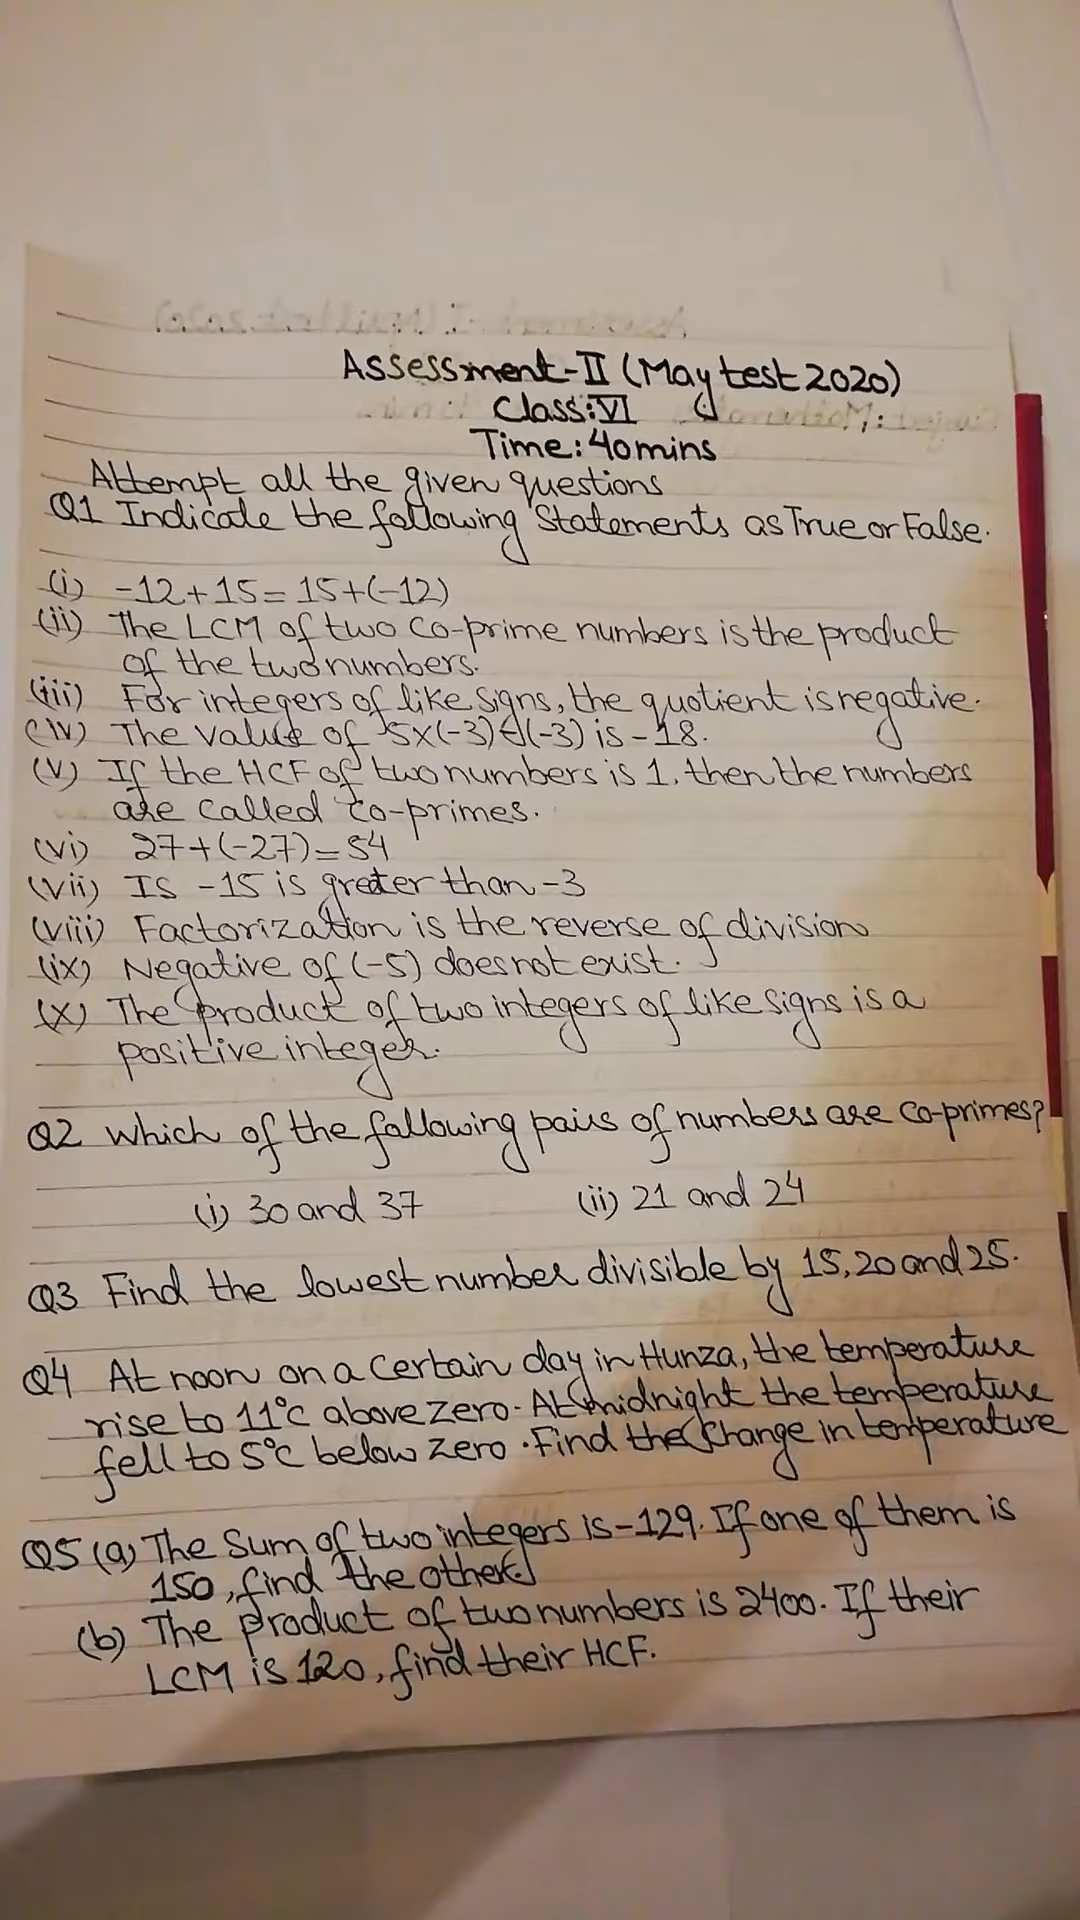 Assessment-II (May test 2020)
Class:VI
Time:40mins
Attempt all the given questions
Q1 Indicate the following Statements as True or False.
(i) -12+15=15+(-12)
(ii) The LCM of two co-prime numbers is the product
of the two numbers.
(iii) For integers of like signs, the quotient is negative.
(iv) The value of 5x(-3)+(-3) is -18.
(v) If the HCF of two numbers is 1, then the numbers
are called co-primes.
(vi) 27+(-27)=54
(vii) Is -15 is greater than -3
(viii) Factorization is the reverse of division
(ix) Negative of (-5) does not exist.
(x) The product of two integers of like signs is a
positive integer.
Q2 Which of the following pairs of numbers are co-primes?
(i) 30 and 37 (ii) 21 and 24
Q3 Find the lowest number divisible by 15,20 and 25.
Q4 At noon on a certain day in Hunza, the temperature
rise to 11°c above zero. At midnight the temperature
fell to 5°c below zero. Find the change in temperature
Q5 (a) The Sum of two integers is -129. If one of them is
150, find the other.
(b) The product of two numbers is 2400. If their
LCM is 120, find their HCF.